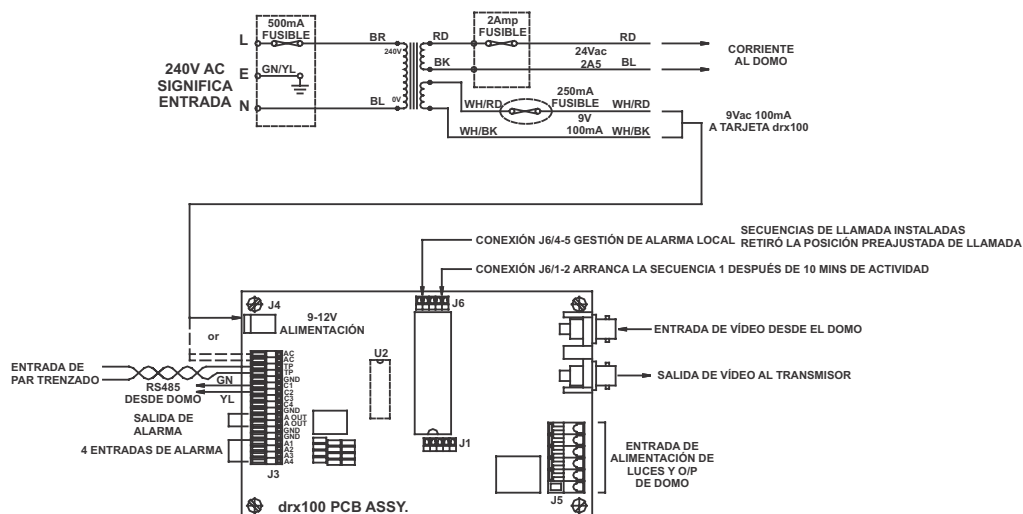 500mA
FUSIBLE
2Amp
FUSIBLE
L
BR
RD
RD
240V
24Vac
2A5
CORRIENTE
AL DOMO
240V AC
SIGNIFICA
ENTRADA
E
GN/YL
BK
BL
N
BL
0V
WH/RD
250mA
FUSIBLE
WH/RD
9V
100mA
WH/BK
WH/BK
9Vac 100mA
A TARJETA drx100
CONEXIÓN J6/4-5 GESTIÓN DE ALARMA LOCAL
SECUENCIAS DE LLAMADA INSTALADAS
RETIRÓ LA POSICIÓN PREAJUSTADA DE LLAMADA
CONEXIÓN J6/1-2 ARRANCA LA SECUENCIA 1 DESPUÉS DE 10 MINS DE ACTIVIDAD
J4
J6
9-12V
ALIMENTACIÓN
or
U2
ENTRADA DE VÍDEO DESDE EL DOMO
SALIDA DE VÍDEO AL TRANSMISOR
ENTRADA DE
PAR TRENZADO
RS485
DESDE DOMO
GN
YL
SALIDA DE
ALARMA
4 ENTRADAS DE ALARMA
AC
AC
TP
TP
GND
C1
C2
C3
C4
GND
A OUT
A OUT
GND
GND
A1
A2
A3
A4
J3
J1
J5
ENTRADA DE
ALIMENTACIÓN DE
LUCES Y O/P
DE DOMO
drx100 PCB ASSY.